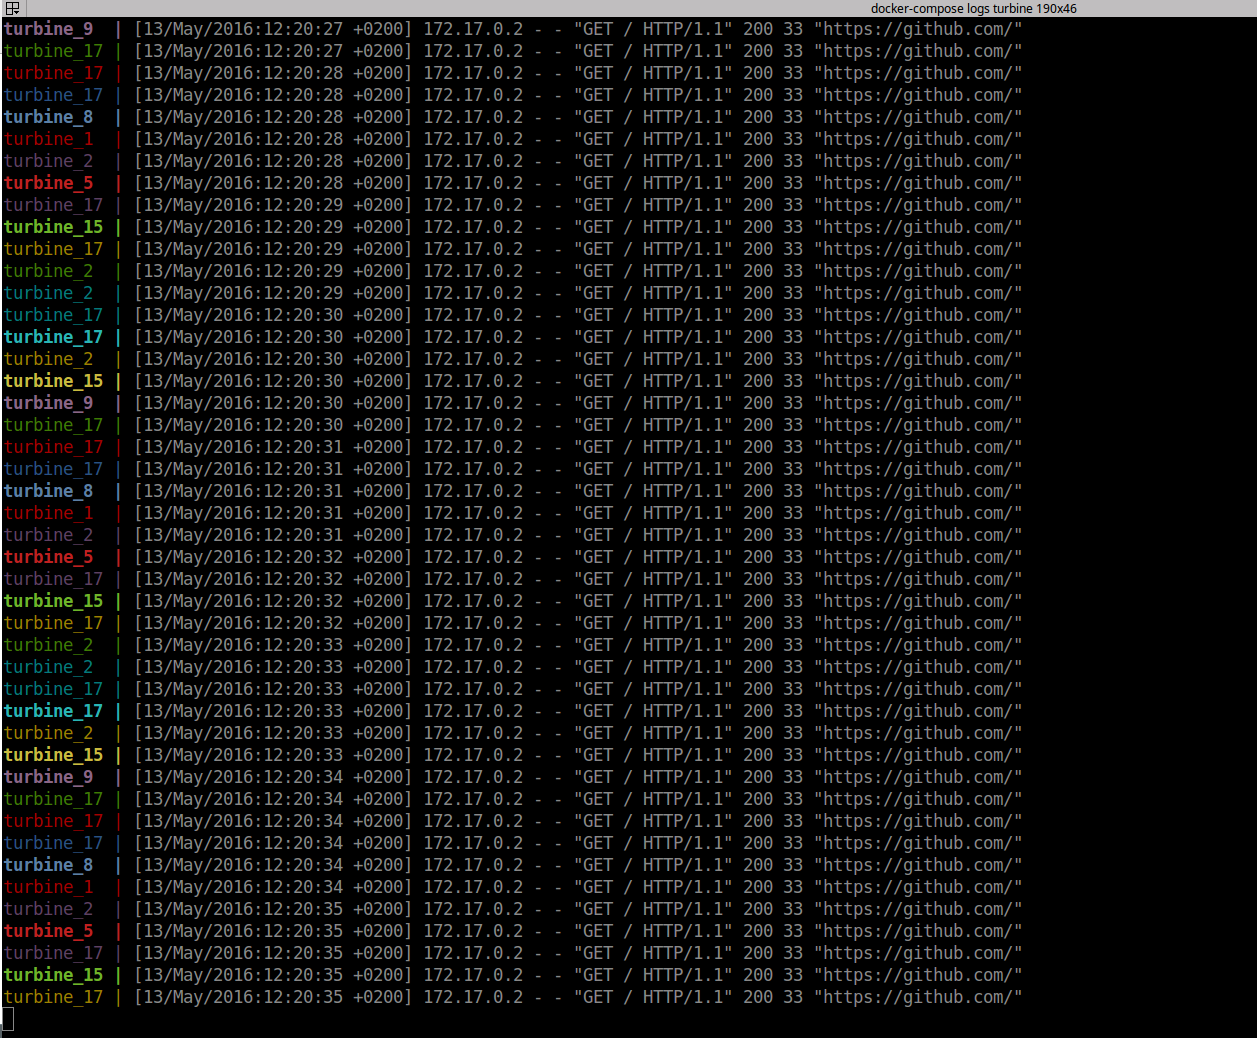 docker-compose logs turbine 190x46
turbine_9  | [13/May/2016:12:20:27 +0200] 172.17.0.2 - - "GET / HTTP/1.1" 200 33 "https://github.com/"
turbine_17 | [13/May/2016:12:20:27 +0200] 172.17.0.2 - - "GET / HTTP/1.1" 200 33 "https://github.com/"
turbine_17 | [13/May/2016:12:20:28 +0200] 172.17.0.2 - - "GET / HTTP/1.1" 200 33 "https://github.com/"
turbine_17 | [13/May/2016:12:20:28 +0200] 172.17.0.2 - - "GET / HTTP/1.1" 200 33 "https://github.com/"
turbine_8  | [13/May/2016:12:20:28 +0200] 172.17.0.2 - - "GET / HTTP/1.1" 200 33 "https://github.com/"
turbine_1  | [13/May/2016:12:20:28 +0200] 172.17.0.2 - - "GET / HTTP/1.1" 200 33 "https://github.com/"
turbine_2  | [13/May/2016:12:20:28 +0200] 172.17.0.2 - - "GET / HTTP/1.1" 200 33 "https://github.com/"
turbine_5  | [13/May/2016:12:20:28 +0200] 172.17.0.2 - - "GET / HTTP/1.1" 200 33 "https://github.com/"
turbine_17 | [13/May/2016:12:20:29 +0200] 172.17.0.2 - - "GET / HTTP/1.1" 200 33 "https://github.com/"
turbine_15 | [13/May/2016:12:20:29 +0200] 172.17.0.2 - - "GET / HTTP/1.1" 200 33 "https://github.com/"
turbine_17 | [13/May/2016:12:20:29 +0200] 172.17.0.2 - - "GET / HTTP/1.1" 200 33 "https://github.com/"
turbine_2  | [13/May/2016:12:20:29 +0200] 172.17.0.2 - - "GET / HTTP/1.1" 200 33 "https://github.com/"
turbine_2  | [13/May/2016:12:20:29 +0200] 172.17.0.2 - - "GET / HTTP/1.1" 200 33 "https://github.com/"
turbine_17 | [13/May/2016:12:20:30 +0200] 172.17.0.2 - - "GET / HTTP/1.1" 200 33 "https://github.com/"
turbine_17 | [13/May/2016:12:20:30 +0200] 172.17.0.2 - - "GET / HTTP/1.1" 200 33 "https://github.com/"
turbine_2  | [13/May/2016:12:20:30 +0200] 172.17.0.2 - - "GET / HTTP/1.1" 200 33 "https://github.com/"
turbine_15 | [13/May/2016:12:20:30 +0200] 172.17.0.2 - - "GET / HTTP/1.1" 200 33 "https://github.com/"
turbine_9  | [13/May/2016:12:20:30 +0200] 172.17.0.2 - - "GET / HTTP/1.1" 200 33 "https://github.com/"
turbine_17 | [13/May/2016:12:20:30 +0200] 172.17.0.2 - - "GET / HTTP/1.1" 200 33 "https://github.com/"
turbine_17 | [13/May/2016:12:20:31 +0200] 172.17.0.2 - - "GET / HTTP/1.1" 200 33 "https://github.com/"
turbine_17 | [13/May/2016:12:20:31 +0200] 172.17.0.2 - - "GET / HTTP/1.1" 200 33 "https://github.com/"
turbine_8  | [13/May/2016:12:20:31 +0200] 172.17.0.2 - - "GET / HTTP/1.1" 200 33 "https://github.com/"
turbine_1  | [13/May/2016:12:20:31 +0200] 172.17.0.2 - - "GET / HTTP/1.1" 200 33 "https://github.com/"
turbine_2  | [13/May/2016:12:20:31 +0200] 172.17.0.2 - - "GET / HTTP/1.1" 200 33 "https://github.com/"
turbine_5  | [13/May/2016:12:20:32 +0200] 172.17.0.2 - - "GET / HTTP/1.1" 200 33 "https://github.com/"
turbine_17 | [13/May/2016:12:20:32 +0200] 172.17.0.2 - - "GET / HTTP/1.1" 200 33 "https://github.com/"
turbine_15 | [13/May/2016:12:20:32 +0200] 172.17.0.2 - - "GET / HTTP/1.1" 200 33 "https://github.com/"
turbine_17 | [13/May/2016:12:20:32 +0200] 172.17.0.2 - - "GET / HTTP/1.1" 200 33 "https://github.com/"
turbine_2  | [13/May/2016:12:20:33 +0200] 172.17.0.2 - - "GET / HTTP/1.1" 200 33 "https://github.com/"
turbine_2  | [13/May/2016:12:20:33 +0200] 172.17.0.2 - - "GET / HTTP/1.1" 200 33 "https://github.com/"
turbine_17 | [13/May/2016:12:20:33 +0200] 172.17.0.2 - - "GET / HTTP/1.1" 200 33 "https://github.com/"
turbine_17 | [13/May/2016:12:20:33 +0200] 172.17.0.2 - - "GET / HTTP/1.1" 200 33 "https://github.com/"
turbine_2  | [13/May/2016:12:20:33 +0200] 172.17.0.2 - - "GET / HTTP/1.1" 200 33 "https://github.com/"
turbine_15 | [13/May/2016:12:20:33 +0200] 172.17.0.2 - - "GET / HTTP/1.1" 200 33 "https://github.com/"
turbine_9  | [13/May/2016:12:20:34 +0200] 172.17.0.2 - - "GET / HTTP/1.1" 200 33 "https://github.com/"
turbine_17 | [13/May/2016:12:20:34 +0200] 172.17.0.2 - - "GET / HTTP/1.1" 200 33 "https://github.com/"
turbine_17 | [13/May/2016:12:20:34 +0200] 172.17.0.2 - - "GET / HTTP/1.1" 200 33 "https://github.com/"
turbine_17 | [13/May/2016:12:20:34 +0200] 172.17.0.2 - - "GET / HTTP/1.1" 200 33 "https://github.com/"
turbine_8  | [13/May/2016:12:20:34 +0200] 172.17.0.2 - - "GET / HTTP/1.1" 200 33 "https://github.com/"
turbine_1  | [13/May/2016:12:20:34 +0200] 172.17.0.2 - - "GET / HTTP/1.1" 200 33 "https://github.com/"
turbine_2  | [13/May/2016:12:20:35 +0200] 172.17.0.2 - - "GET / HTTP/1.1" 200 33 "https://github.com/"
turbine_5  | [13/May/2016:12:20:35 +0200] 172.17.0.2 - - "GET / HTTP/1.1" 200 33 "https://github.com/"
turbine_17 | [13/May/2016:12:20:35 +0200] 172.17.0.2 - - "GET / HTTP/1.1" 200 33 "https://github.com/"
turbine_15 | [13/May/2016:12:20:35 +0200] 172.17.0.2 - - "GET / HTTP/1.1" 200 33 "https://github.com/"
turbine_17 | [13/May/2016:12:20:35 +0200] 172.17.0.2 - - "GET / HTTP/1.1" 200 33 "https://github.com/"